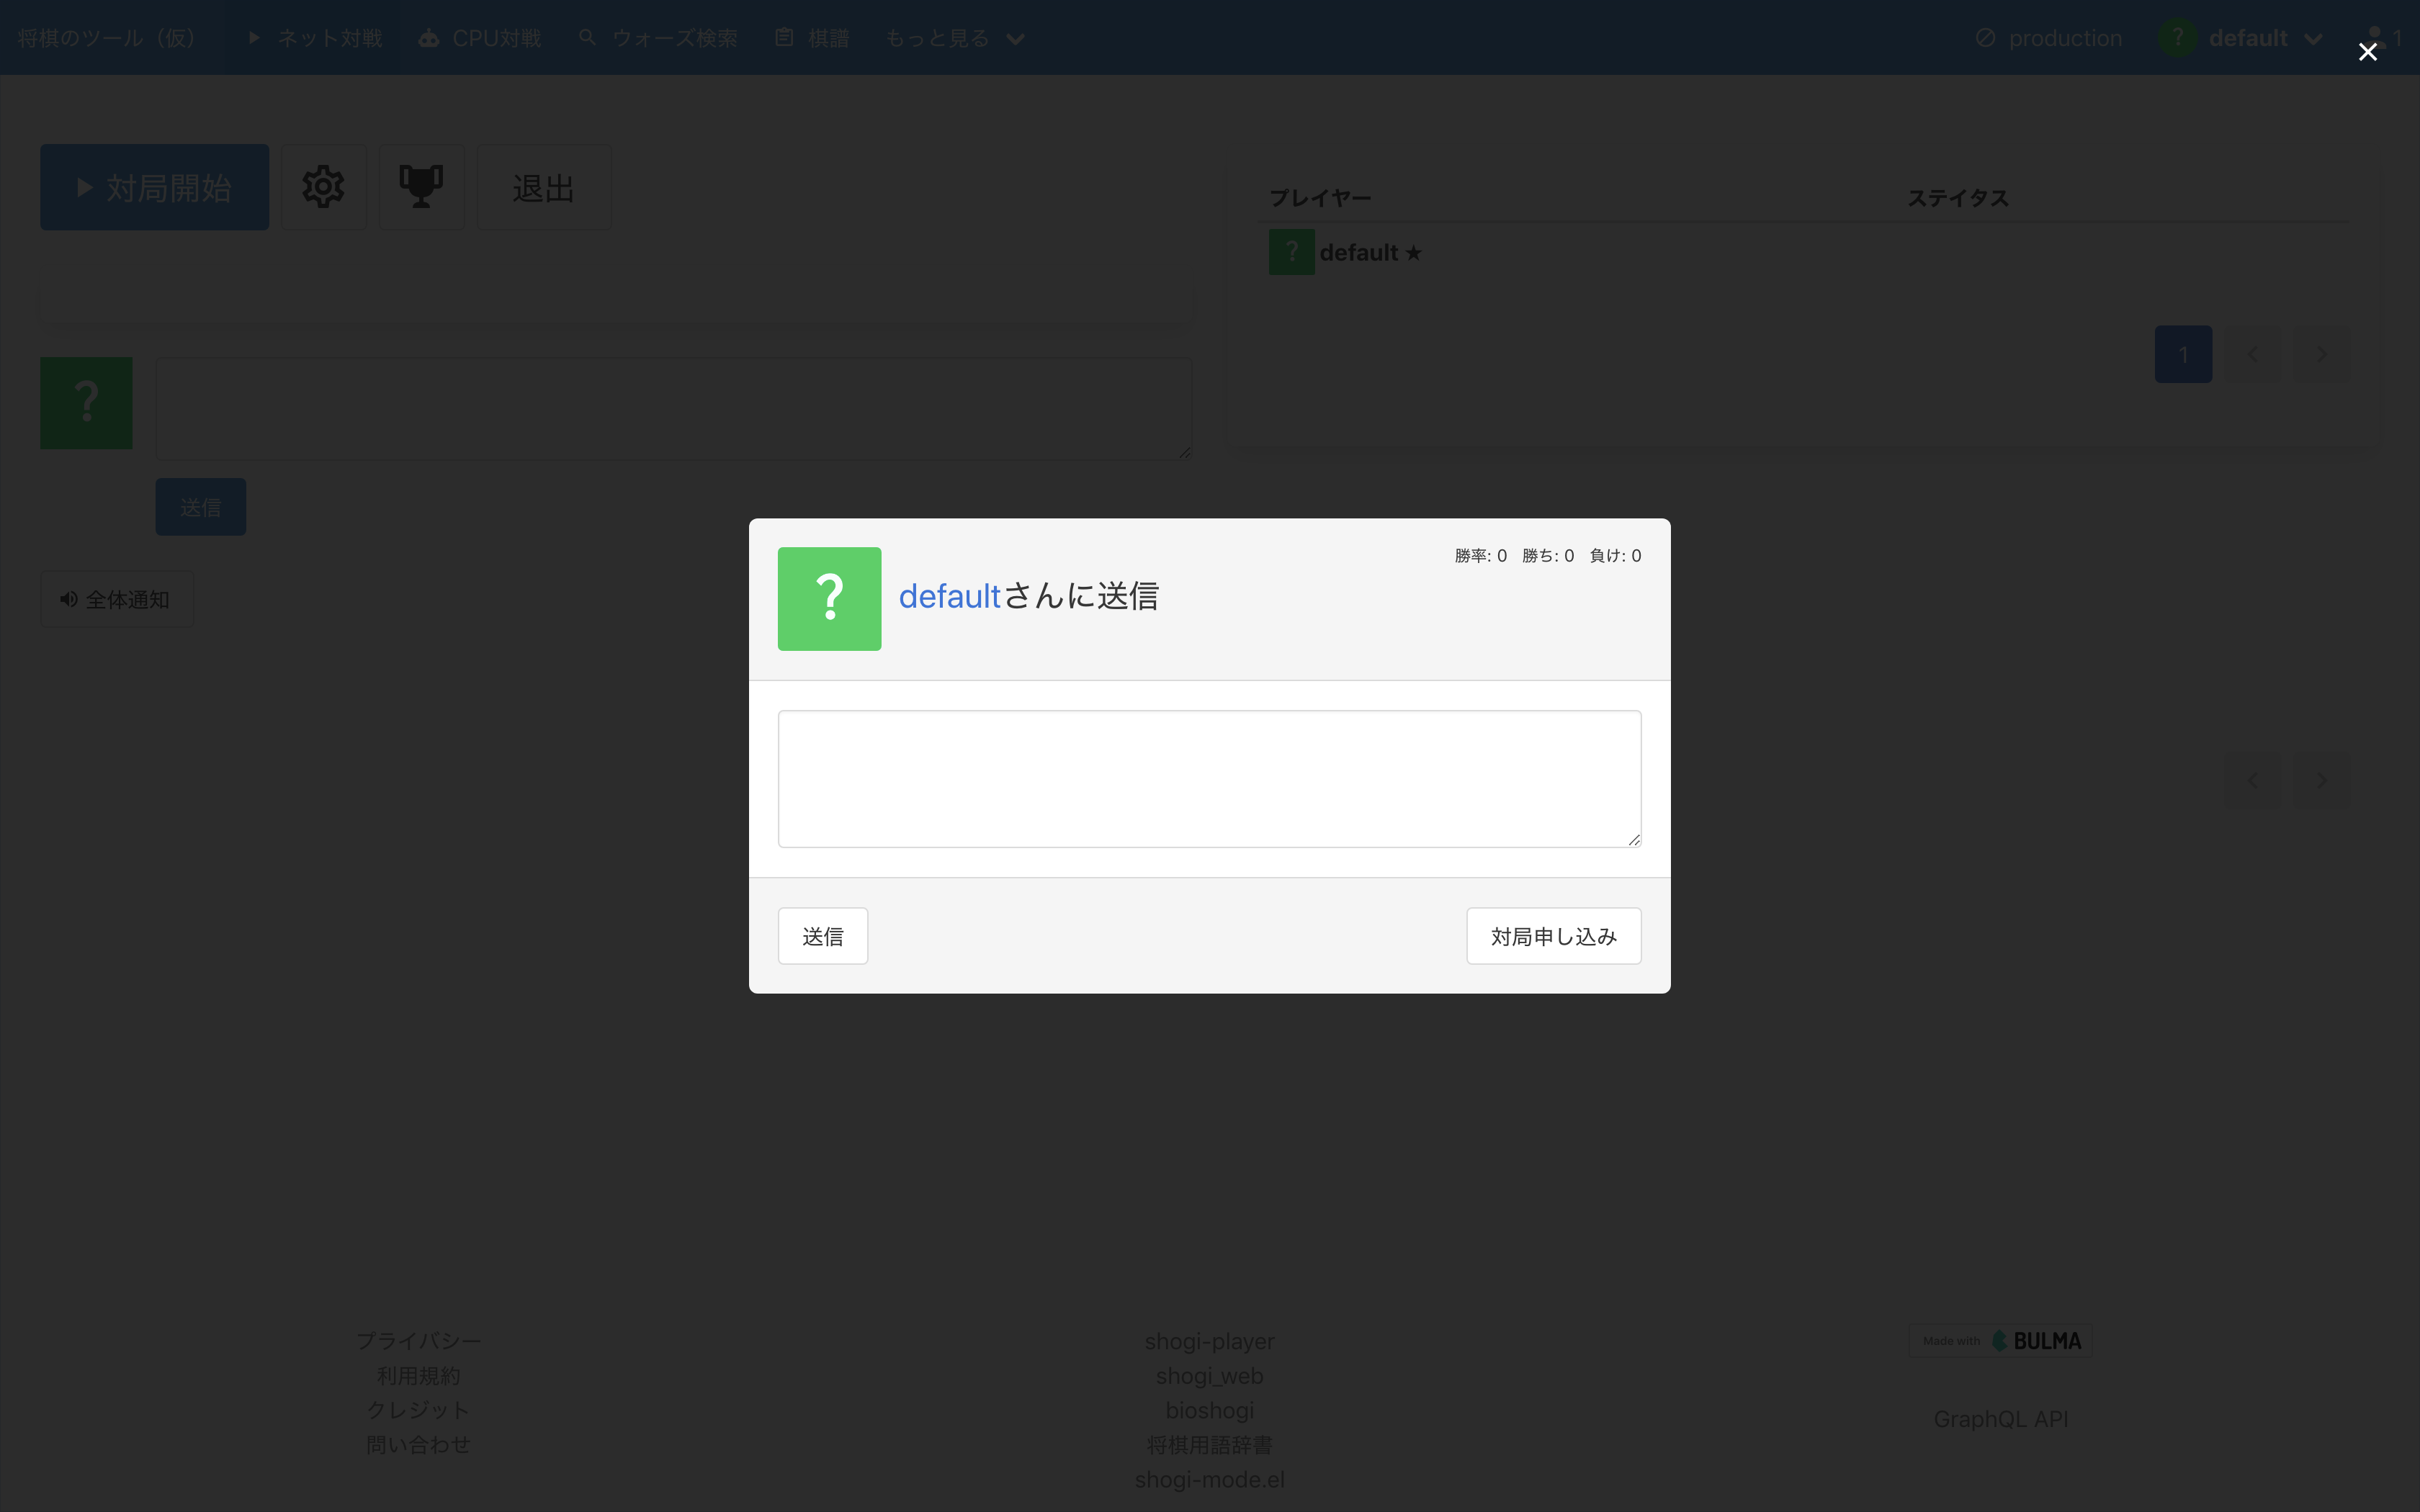 将棋のツール（仮） ネット対戦 CPU対戦 ウォーズ検索 棋譜 もっと見る production ? default 1
対局開始 退出
プレイヤー ステイタス
? default ★
1
?
送信
全体通知
? defaultさんに送信 勝率: 0 勝ち: 0 負け: 0
送信 対局申し込み
プライバシー
利用規約
クレジット
問い合わせ
shogi-player
shogi_web
bioshogi
将棋用語辞書
shogi-mode.el
Made with BULMA
GraphQL API